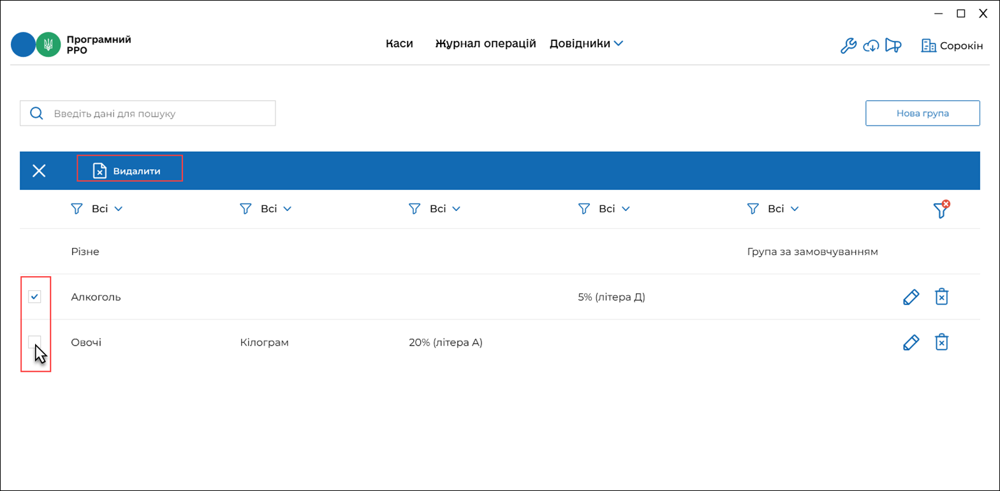 Програмний
РРО
Каси Журнал операцій Довідники
Сорокін
Введіть дані для пошуку
Нова група
Видалити
Всі Всі Всі Всі Всі
Різне Група за замовчуванням
Алкоголь 5% (літера Д)
Овочі Кілограм 20% (літера А)